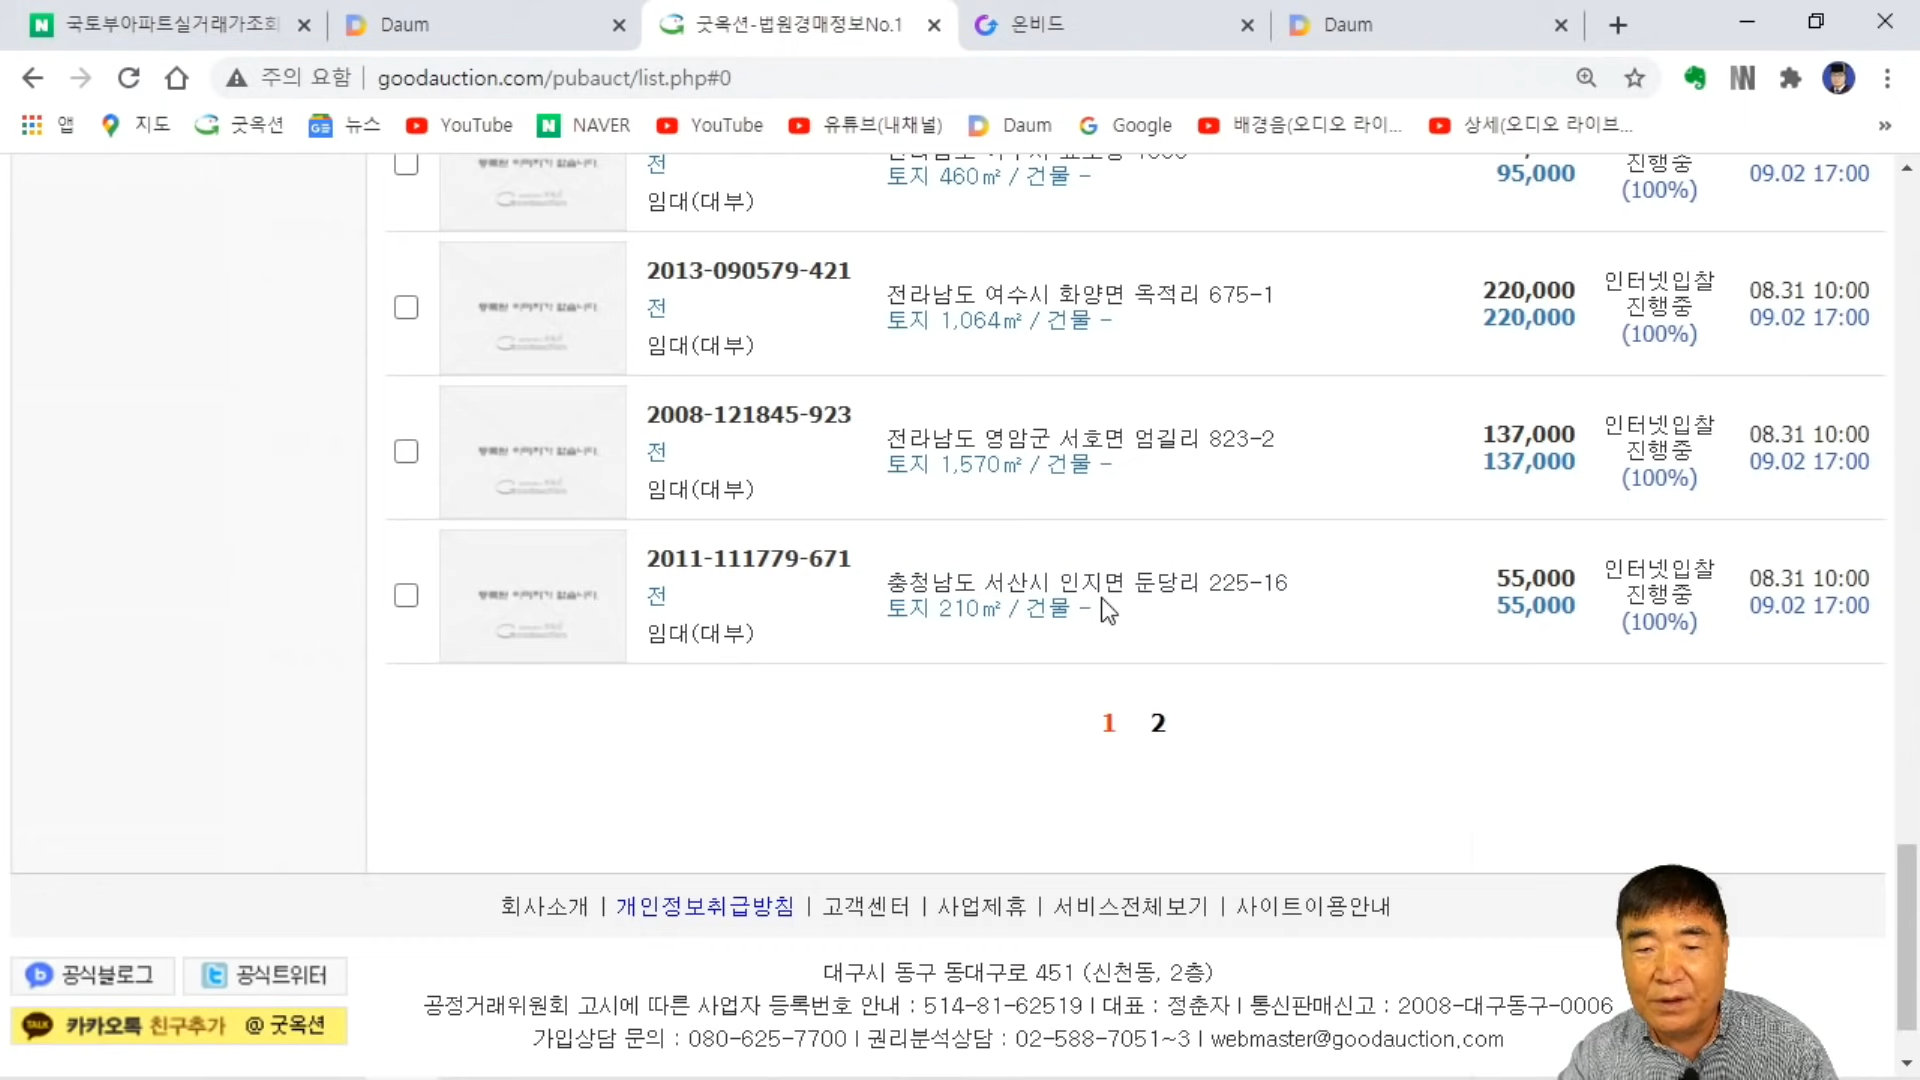 국토부아파트실거래가조회
Daum
굿옥션-법원경매정보No.1
온비드
Daum
주의 요함 | goodauction.com/pubauct/list.php#0
앱 지도 굿옥션 뉴스 YouTube NAVER YouTube 유튜브(내채널) Daum Google 배경음(오디오 라이... 상세(오디오 라이브... »
전
임대(대부)
토지 460㎡ / 건물 -
95,000
진행중
(100%)
09.02 17:00
2013-090579-421
전
임대(대부)
전라남도 여수시 화양면 옥적리 675-1
토지 1,064㎡ / 건물 -
220,000
220,000
인터넷입찰
진행중
(100%)
08.31 10:00
09.02 17:00
2008-121845-923
전
임대(대부)
전라남도 영암군 서호면 엄길리 823-2
토지 1,570㎡ / 건물 -
137,000
137,000
인터넷입찰
진행중
(100%)
08.31 10:00
09.02 17:00
2011-111779-671
전
임대(대부)
충청남도 서산시 인지면 둔당리 225-16
토지 210㎡ / 건물 -
55,000
55,000
인터넷입찰
진행중
(100%)
08.31 10:00
09.02 17:00
1 2
회사소개 | 개인정보취급방침 | 고객센터 | 사업제휴 | 서비스전체보기 | 사이트이용안내
공식블로그
공식트위터
TALK 카카오톡 친구추가 @ 굿옥션
대구시 동구 동대구로 451 (신천동, 2층)
공정거래위원회 고시에 따른 사업자 등록번호 안내 : 514-81-62519 | 대표 : 정춘자 | 통신판매신고 : 2008-대구동구-0006
가입상담 문의 : 080-625-7700 | 권리분석상담 : 02-588-7051~3 | webmaster@goodauction.com